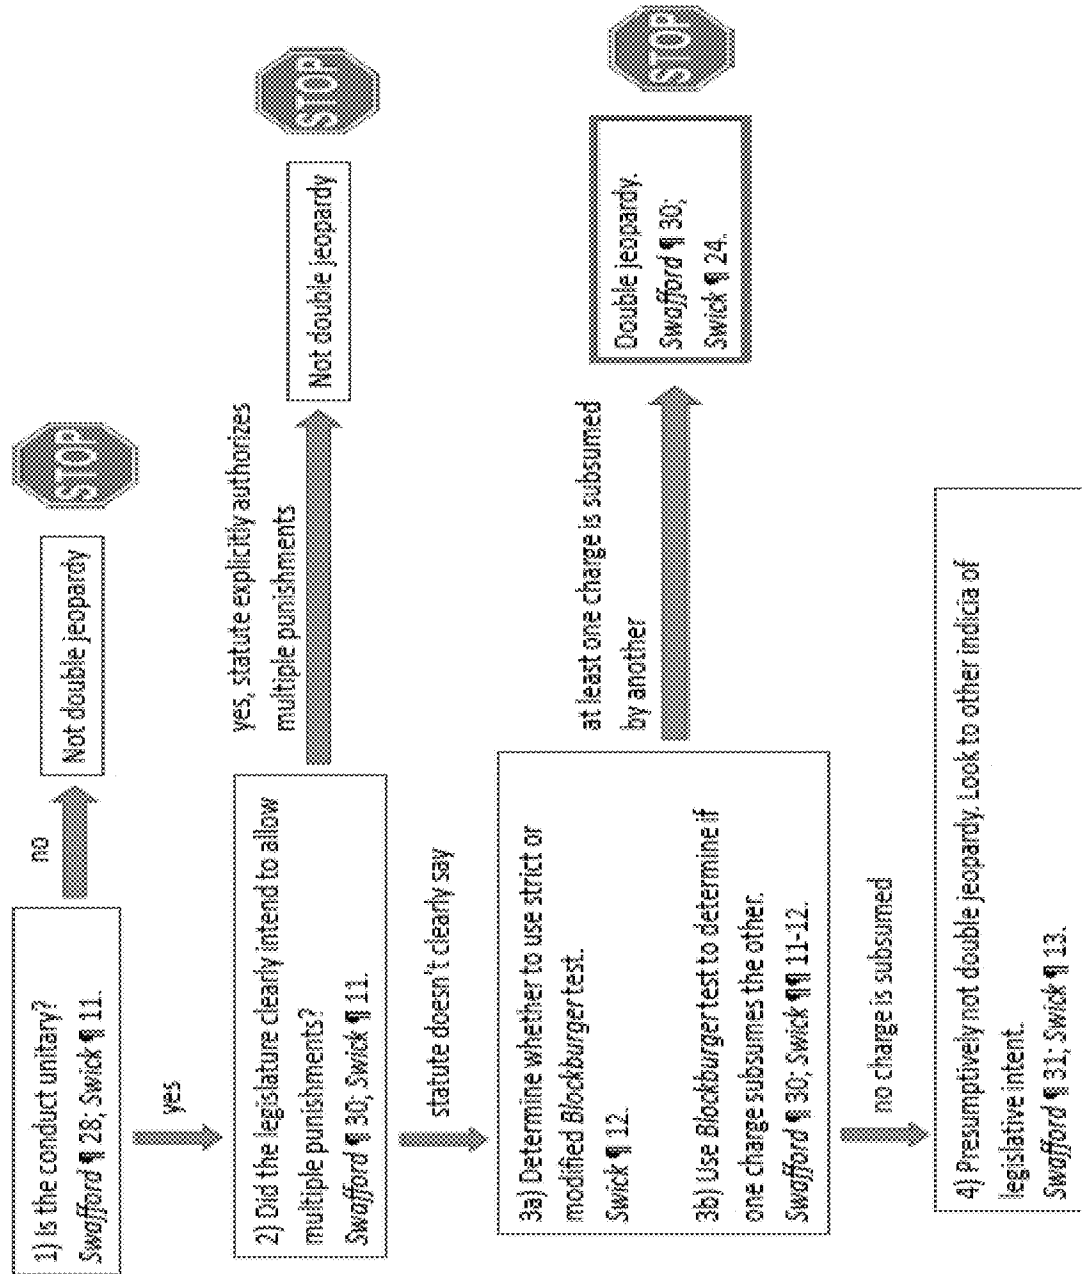 1) Is the conduct unitary?
Swafford ¶ 28; Swick ¶ 11.
no
Not double jeopardy
STOP
yes
2) Did the legislature clearly intend to allow
multiple punishments?
Swafford ¶ 30; Swick ¶ 11.
yes, statute explicitly authorizes
multiple punishments
Not double jeopardy
STOP
statute doesn't clearly say
3a) Determine whether to use strict or
modified Blockburger test.
Swick ¶ 12.
3b) Use Blockburger test to determine if
one charge subsumes the other.
Swafford ¶ 30; Swick ¶¶ 11-12.
at least one charge is subsumed
by another
Double jeopardy.
Swafford ¶ 30;
Swick ¶ 24.
STOP
no charge is subsumed
4) Presumptively not double jeopardy. Look to other indicia of
legislative intent.
Swafford ¶ 31; Swick ¶ 13.